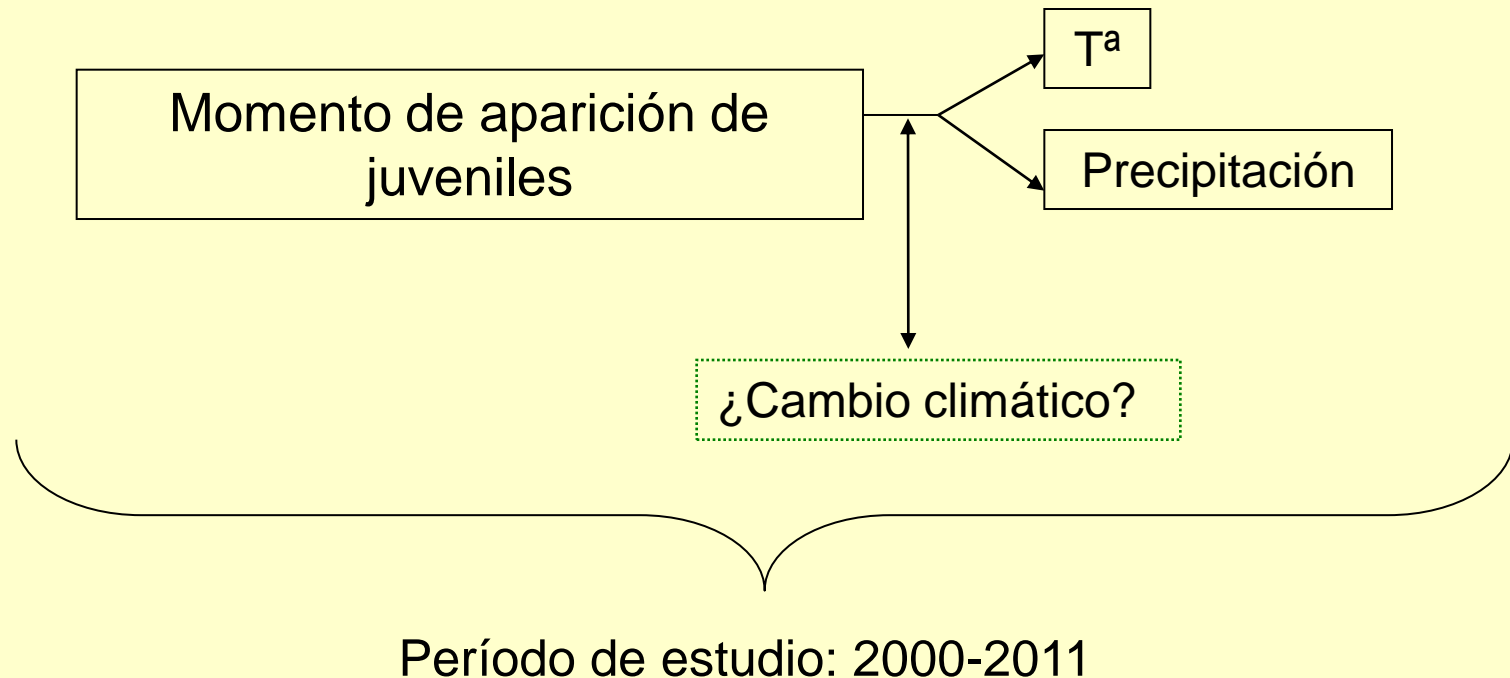 Tª
Momento de aparición de
juveniles
Precipitación
¿Cambio climático?
Período de estudio: 2000-2011